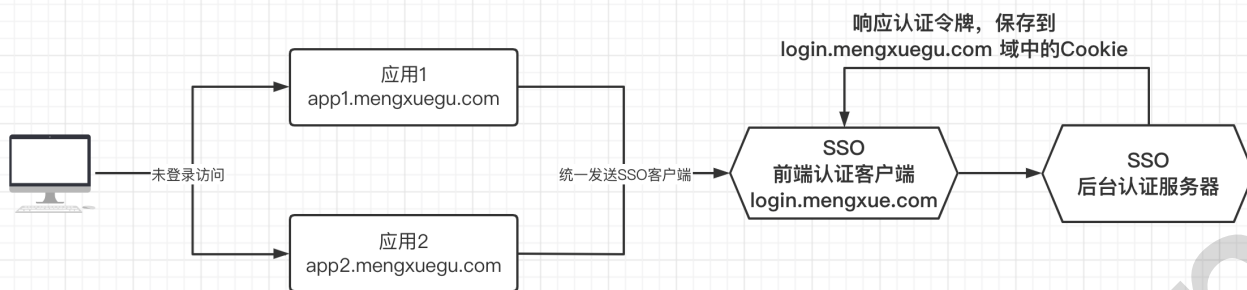 响应认证令牌，保存到
login.mengxuegu.com 域中的Cookie
应用1
app1.mengxuegu.com
未登录访问
统一发送SSO客户端
SSO
前端认证客户端
login.mengxue.com
SSO
后台认证服务器
应用2
app2.mengxuegu.com